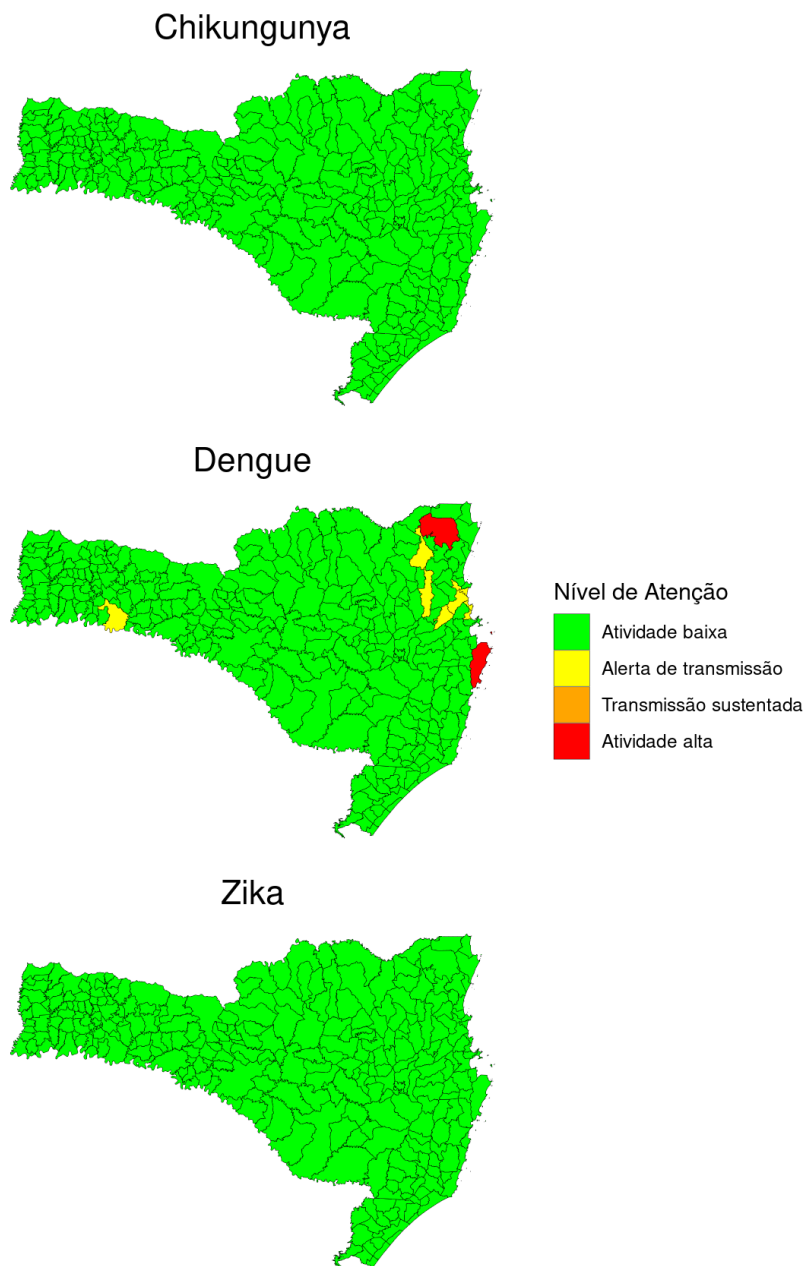 Chikungunya
Dengue
Nível de Atenção
Atividade baixa
Alerta de transmissão
Transmissão sustentada
Atividade alta
Zika